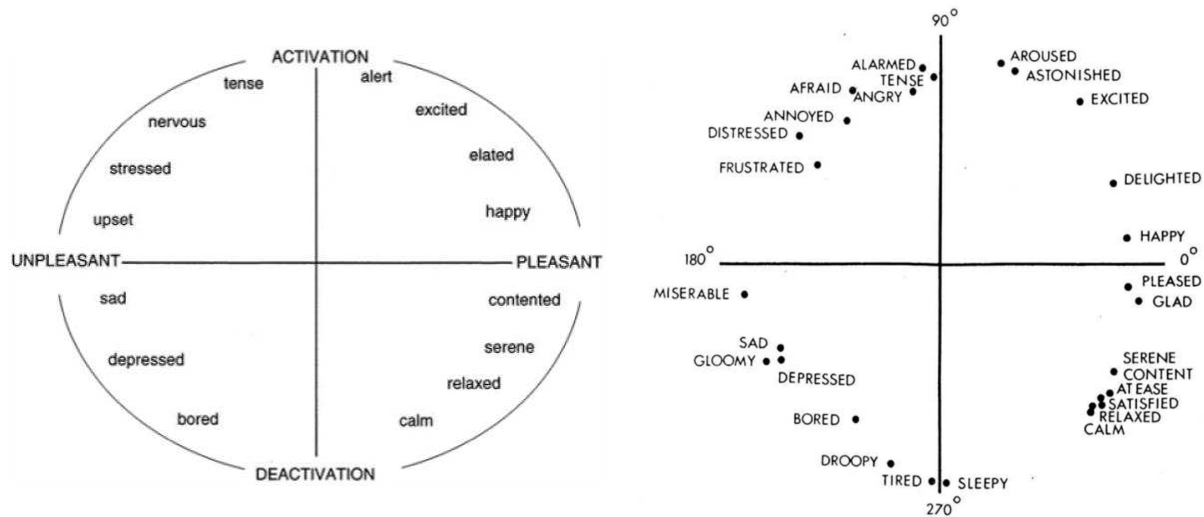 ACTIVATION
tense
alert
nervous
excited
stressed
elated
upset
happy
UNPLEASANT
PLEASANT
sad
contented
depressed
serene
relaxed
bored
calm
DEACTIVATION
90°
ALARMED
AROUSED
TENSE
ASTONISHED
AFRAID
ANGRY
EXCITED
ANNOYED
DISTRESSED
FRUSTRATED
DELIGHTED
HAPPY
180°
0°
PLEASED
MISERABLE
GLAD
SAD
GLOOMY
DEPRESSED
SERENE
CONTENT
AT EASE
SATISFIED
RELAXED
CALM
BORED
DROOPY
TIRED
SLEEPY
270°